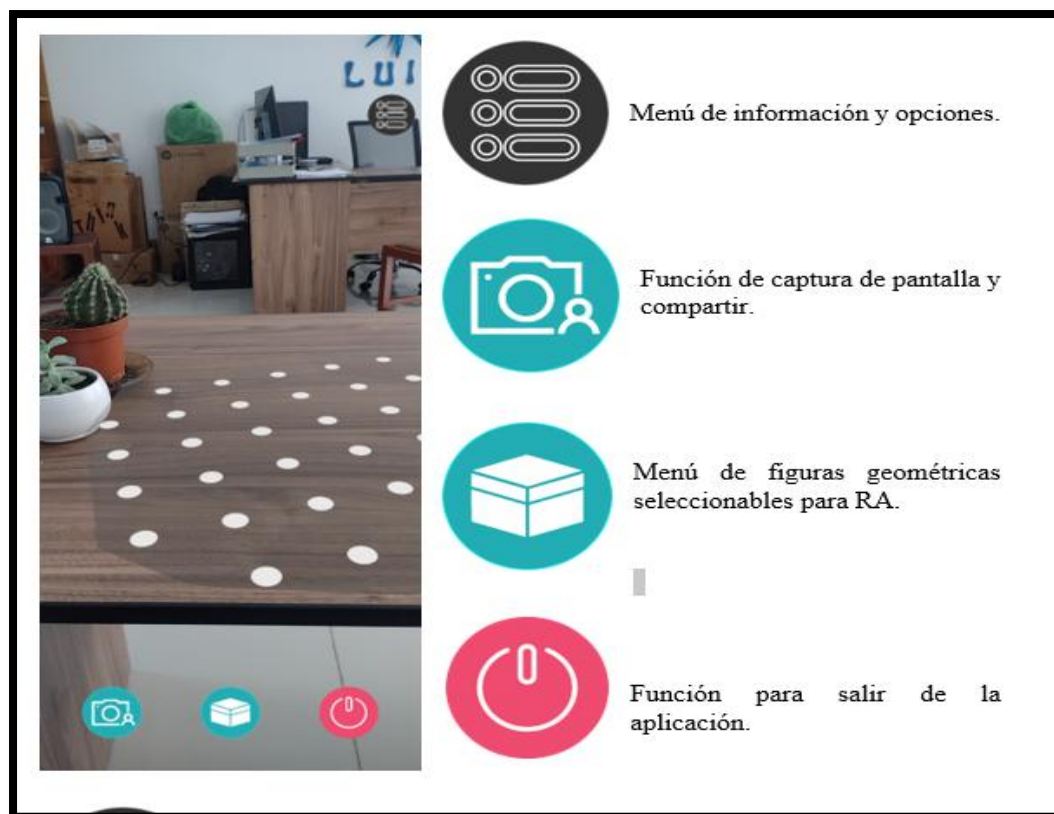 LUI
Menú de información y opciones.
Función de captura de pantalla y
compartir.
Menú de figuras geométricas
seleccionables para RA.
Función para salir de la
aplicación.